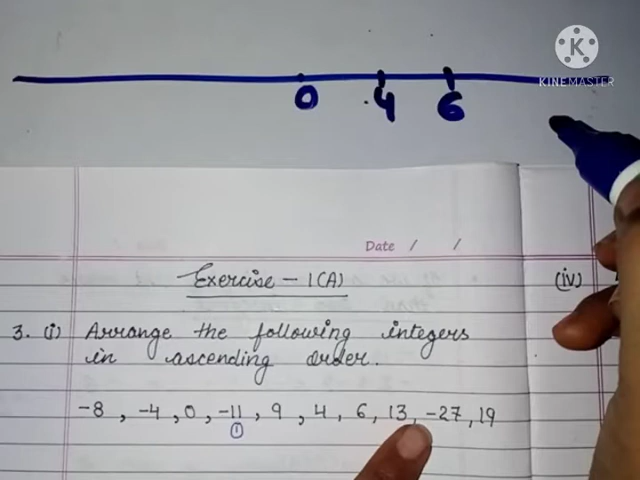 K
KINEMASTER
0 4 6
Date / /
Exercise - 1(A)
(iv)
3. (i) Arrange the following integers
in ascending order.
-8 , -4 , 0 , -11 , 9 , 4 , 6 , 13 , -27 , 19
1